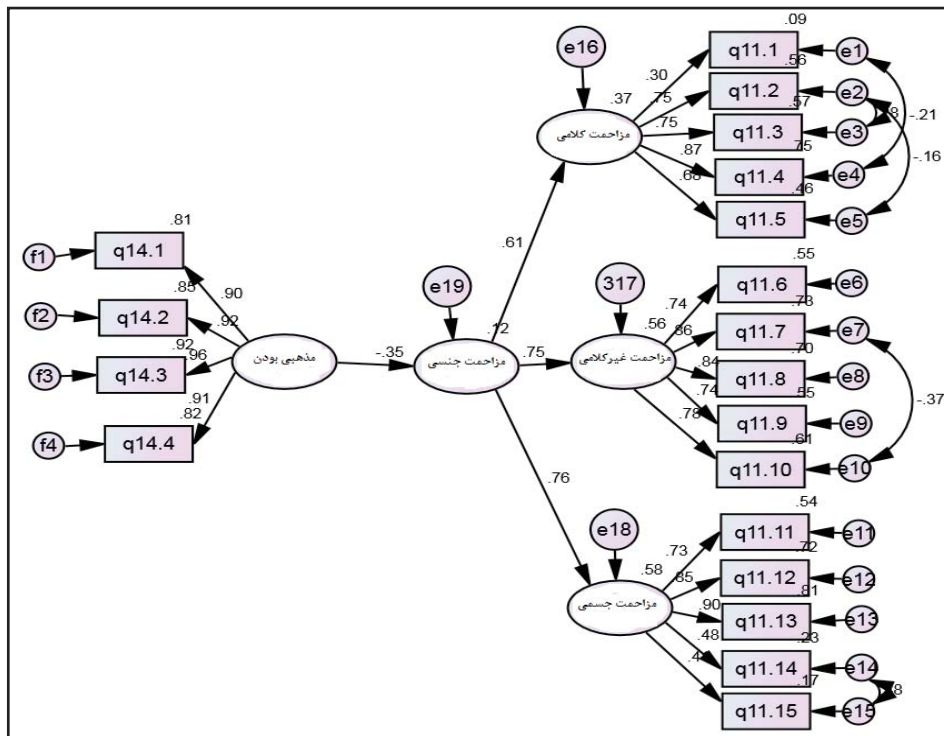 .09
e16
q11.1
e1
.56
.30
q11.2
e2
.37
.75
.57
-.21
مزاحمت کلامی
.75
q11.3
e3
.75
-.16
.87
q11.4
e4
.68
.46
q11.5
e5
.81
f1
q14.1
.61
.55
e19
q11.6
e6
.85
.90
317
.74
.73
f2
q14.2
.92
.12
.56
.86
q11.7
e7
مذهبی بودن
-.35
مزاحمت جنسی
.75
مزاحمت غیرکلامی
.70
.92
.96
.84
q11.8
e8
f3
q14.3
.74
.55
-.37
.91
.78
q11.9
e9
.82
.61
f4
q14.4
q11.10
e10
.76
.54
e18
q11.11
e11
.73
.72
.58
.85
q11.12
e12
مزاحمت جسمی
.81
.90
q11.13
e13
.48
.23
q11.14
e14
.17
q11.15
e15